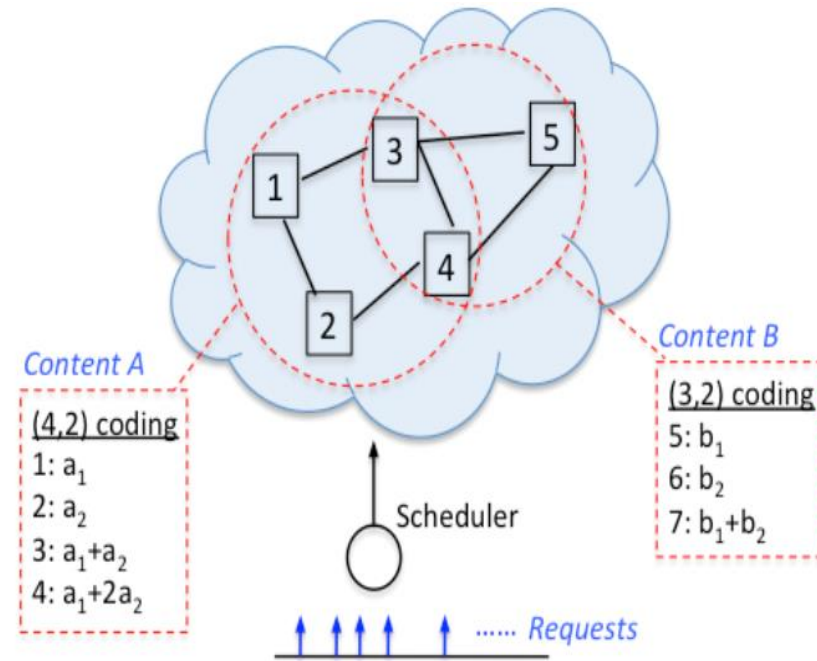 3
5
1
4
2
Content A
(4,2) coding
1: a₁
2: a₂
3: a₁+a₂
4: a₁+2a₂
Content B
(3,2) coding
5: b₁
6: b₂
7: b₁+b₂
Scheduler
...... Requests